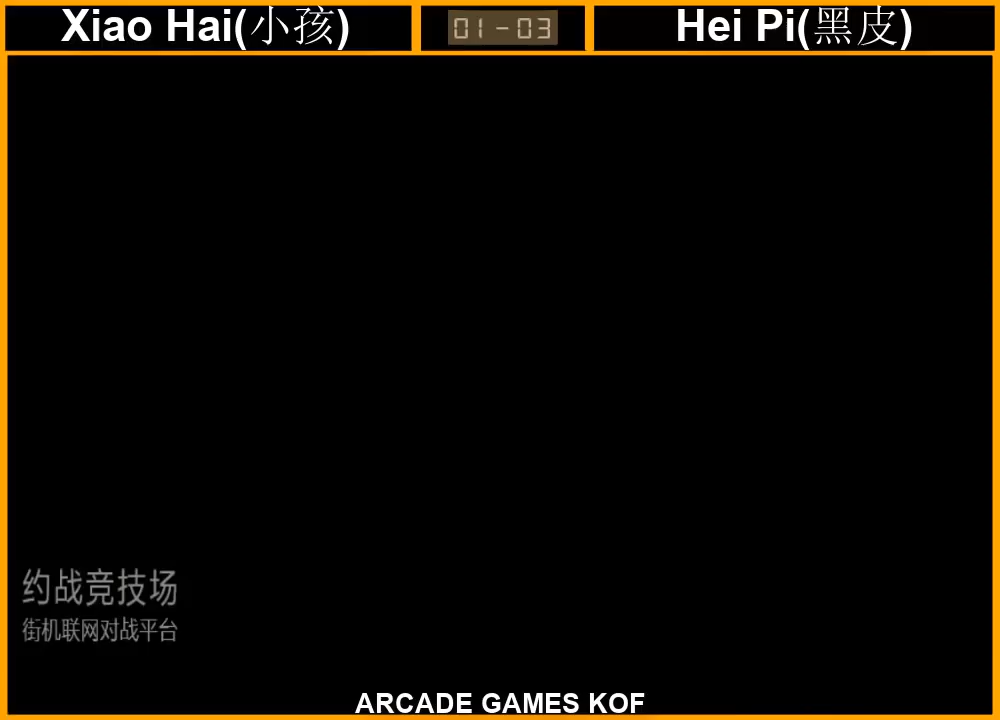 Xiao Hai(小孩)
01-03
Hei Pi(黑皮)
约战竞技场
街机联网对战平台
ARCADE GAMES KOF